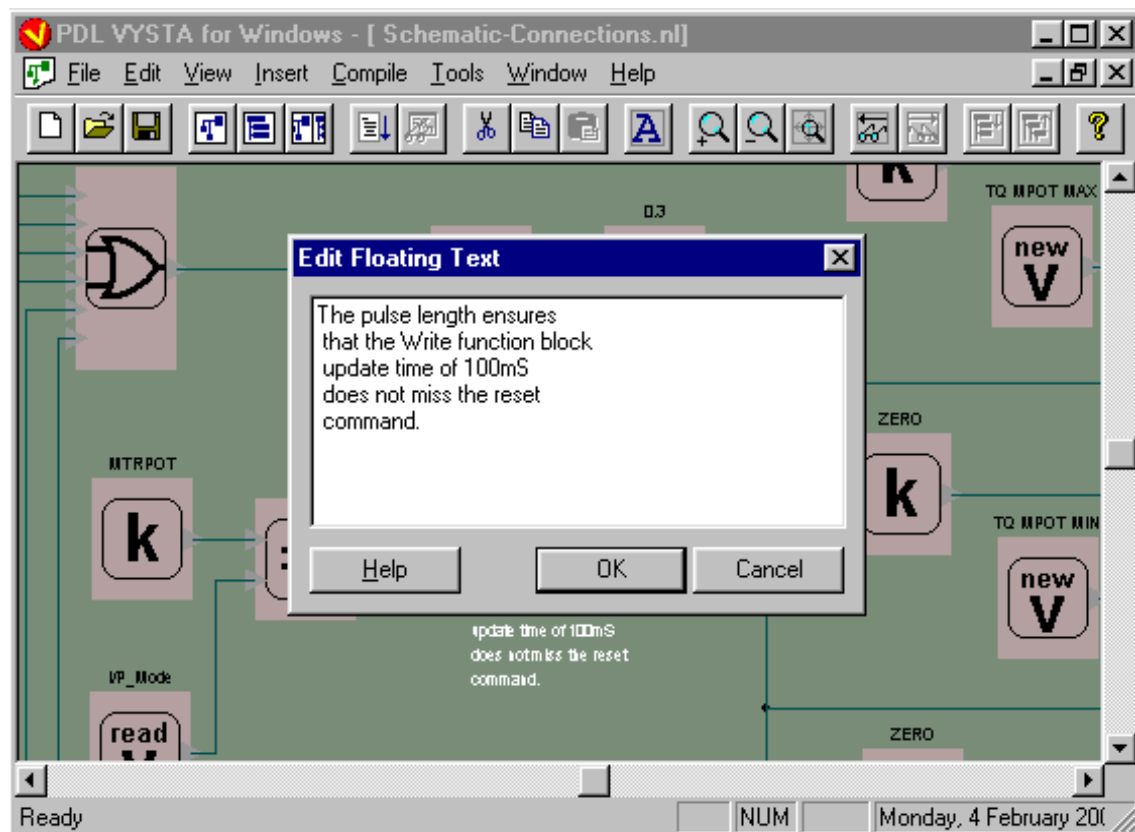 PDL VYSTA for Windows - [ Schematic-Connections.nl]
File Edit View Insert Compile Tools Window Help
A ?
k
TQ MPOT MAX
0.3
new
V
Edit Floating Text
The pulse length ensures
that the Write function block
update time of 100mS
does not miss the reset
command.
ZERO
k
MTRPOT
k
:
TQ MPOT MIN
new
V
Help OK Cancel
update time of 100mS
does not miss the reset
command.
I/P_Mode
read
V
ZERO
Ready NUM Monday, 4 February